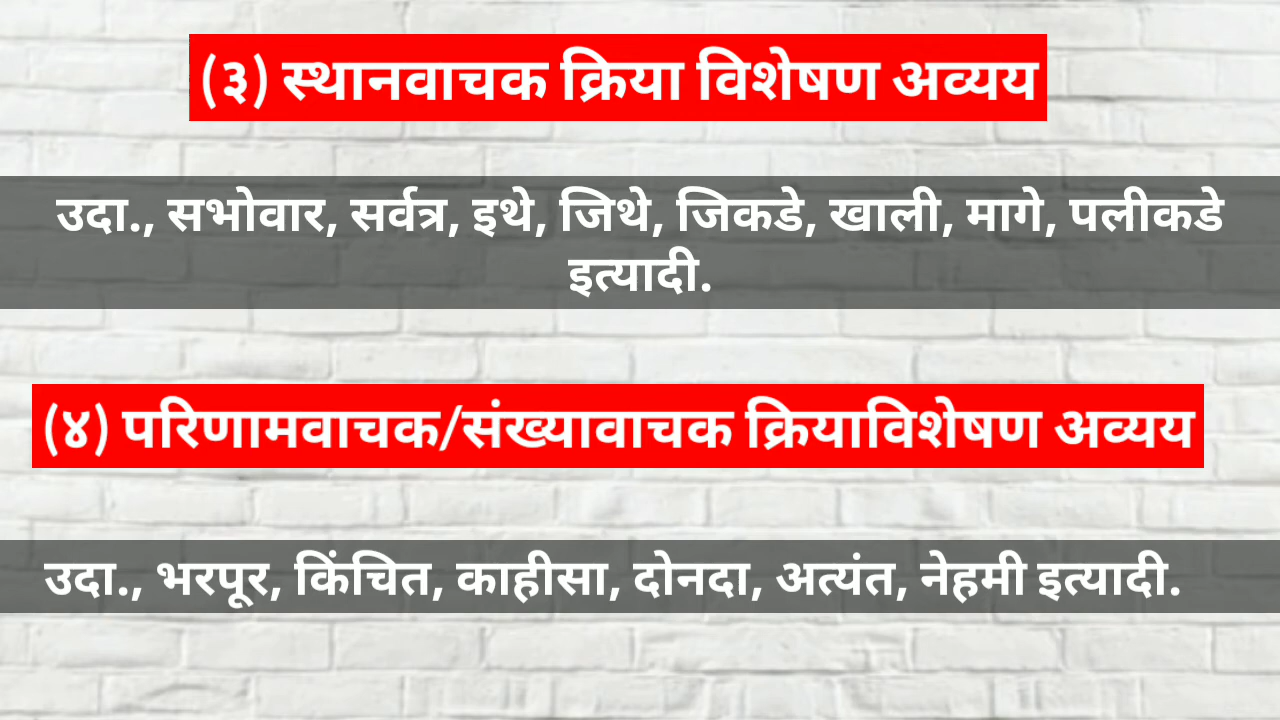 (३) स्थानवाचक क्रिया विशेषण अव्यय
उदा., सभोवार, सर्वत्र, इथे, जिथे, जिकडे, खाली, मागे, पलीकडे
इत्यादी.
(४) परिणामवाचक/संख्यावाचक क्रियाविशेषण अव्यय
उदा., भरपूर, किंचित, काहीसा, दोनदा, अत्यंत, नेहमी इत्यादी.